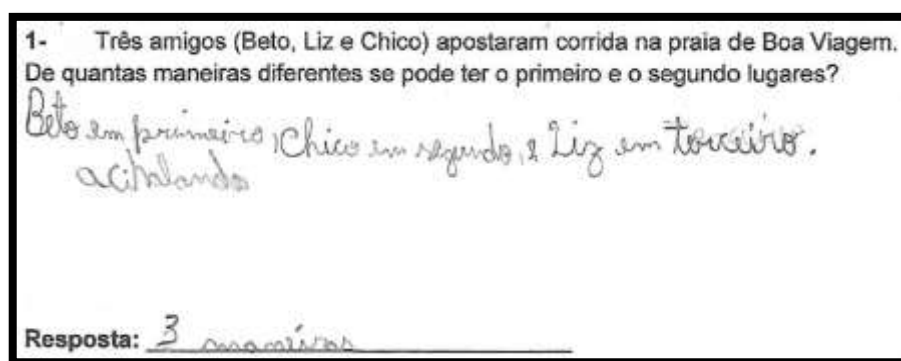 1- Três amigos (Beto, Liz e Chico) apostaram corrida na praia de Boa Viagem.
De quantas maneiras diferentes se pode ter o primeiro e o segundo lugares?
Beto em primeiro, Chico em segundo, e Liz em terceiro.
Resposta: 3 maneiras